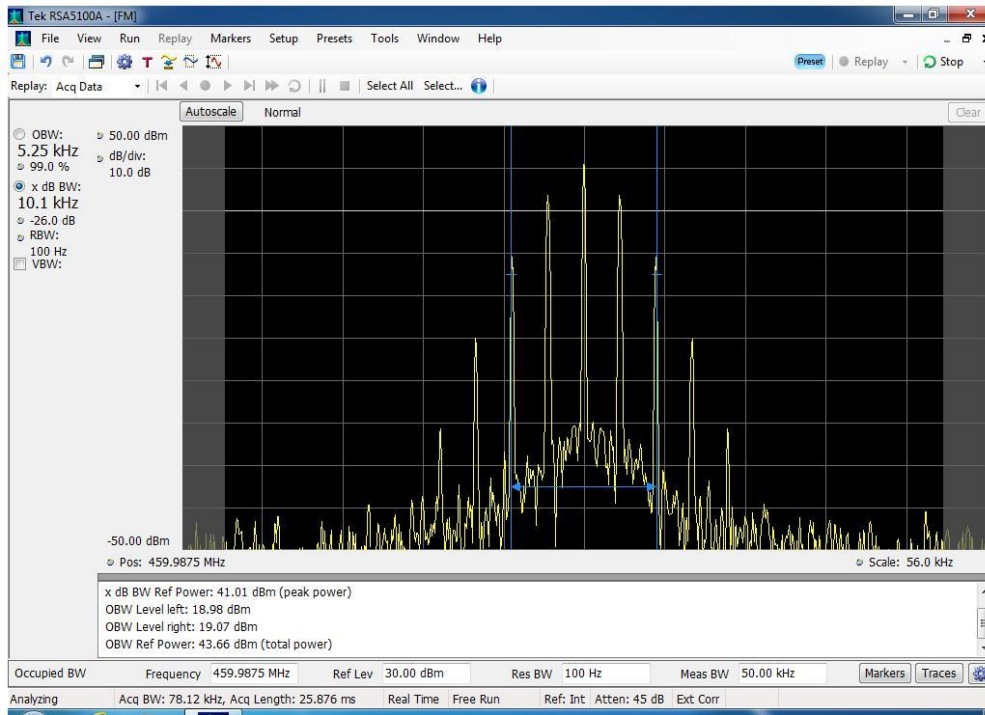 Tek RSA5100A - [FM]
File View Run Replay Markers Setup Presets Tools Window Help
Preset Replay Stop
Replay: Acq Data Select All Select...
Autoscale Normal Clear
OBW:
5.25 kHz
99.0 %
x dB BW:
10.1 kHz
-26.0 dB
RBW:
100 Hz
VBW:
50.00 dBm
dB/div:
10.0 dB
-50.00 dBm
Pos: 459.9875 MHz Scale: 56.0 kHz
x dB BW Ref Power: 41.01 dBm (peak power)
OBW Level left: 18.98 dBm
OBW Level right: 19.07 dBm
OBW Ref Power: 43.66 dBm (total power)
Occupied BW Frequency 459.9875 MHz Ref Lev 30.00 dBm Res BW 100 Hz Meas BW 50.00 kHz Markers Traces
Analyzing Acq BW: 78.12 kHz, Acq Length: 25.876 ms Real Time Free Run Ref: Int Atten: 45 dB Ext Corr